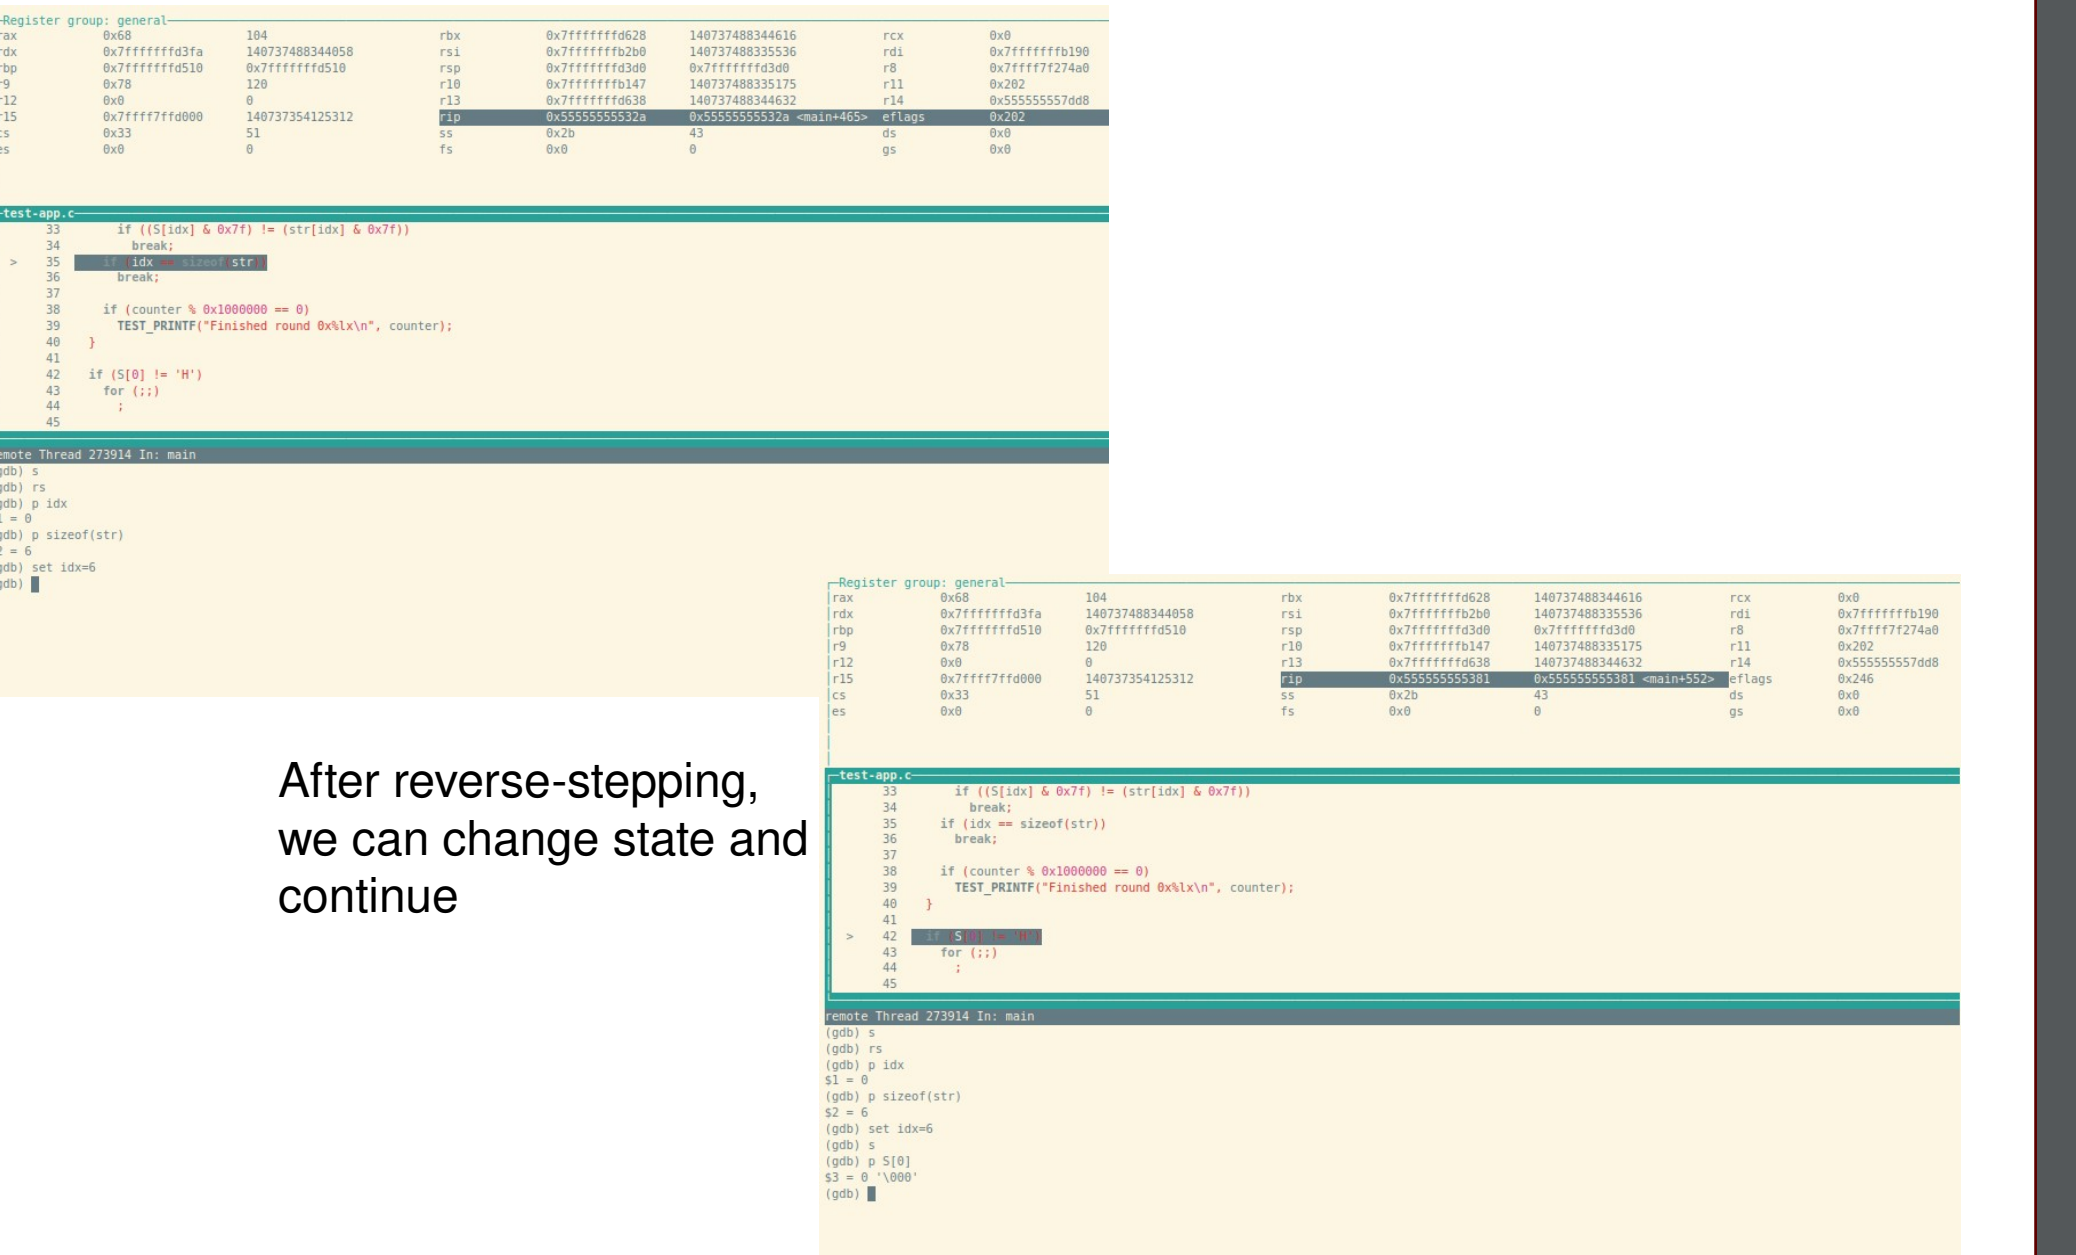 Register group: general
rax 0x68 104 rbx 0x7fffffffd628 140737488344616 rcx 0x0
rdx 0x7fffffffd3fa 140737488344058 rsi 0x7fffffffb2b0 140737488335536 rdi 0x7fffffffb190
rbp 0x7fffffffd510 0x7fffffffd510 rsp 0x7fffffffd3d0 0x7fffffffd3d0 r8 0x7ffff7f274a0
r9 0x78 120 r10 0x7fffffffb147 140737488335175 r11 0x202
r12 0x0 0 r13 0x7fffffffd638 140737488344632 r14 0x555555557dd8
r15 0x7ffff7ffd000 140737354125312 rip 0x55555555532a 0x55555555532a <main+465> eflags 0x202
cs 0x33 51 ss 0x2b 43 ds 0x0
es 0x0 0 fs 0x0 0 gs 0x0
test-app.c
33 if ((S[idx] & 0x7f) != (str[idx] & 0x7f))
34 break;
> 35 if (idx == sizeof(str))
36 break;
37
38 if (counter % 0x1000000 == 0)
39 TEST_PRINTF("Finished round 0x%lx\n", counter);
40 }
41
42 if (S[0] != 'H')
43 for (;;)
44 ;
45
emote Thread 273914 In: main
gdb) s
gdb) rs
gdb) p idx
1 = 0
gdb) p sizeof(str)
2 = 6
gdb) set idx=6
gdb)
After reverse-stepping,
we can change state and
continue
Register group: general
rax 0x68 104 rbx 0x7fffffffd628 140737488344616 rcx 0x0
rdx 0x7fffffffd3fa 140737488344058 rsi 0x7fffffffb2b0 140737488335536 rdi 0x7fffffffb190
rbp 0x7fffffffd510 0x7fffffffd510 rsp 0x7fffffffd3d0 0x7fffffffd3d0 r8 0x7ffff7f274a0
r9 0x78 120 r10 0x7fffffffb147 140737488335175 r11 0x202
r12 0x0 0 r13 0x7fffffffd638 140737488344632 r14 0x555555557dd8
r15 0x7ffff7ffd000 140737354125312 rip 0x555555555381 0x555555555381 <main+552> eflags 0x246
cs 0x33 51 ss 0x2b 43 ds 0x0
es 0x0 0 fs 0x0 0 gs 0x0
test-app.c
33 if ((S[idx] & 0x7f) != (str[idx] & 0x7f))
34 break;
35 if (idx == sizeof(str))
36 break;
37
38 if (counter % 0x1000000 == 0)
39 TEST_PRINTF("Finished round 0x%lx\n", counter);
40 }
41
> 42 if (S[0] != 'H')
43 for (;;)
44 ;
45
remote Thread 273914 In: main
(gdb) s
(gdb) rs
(gdb) p idx
$1 = 0
(gdb) p sizeof(str)
$2 = 6
(gdb) set idx=6
(gdb) s
(gdb) p S[0]
$3 = 0 '\000'
(gdb)